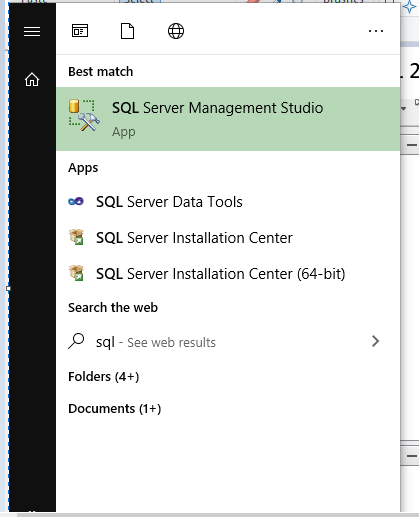 Select
Best match
SQL Server Management Studio
App
Apps
SQL Server Data Tools
SQL Server Installation Center
SQL Server Installation Center (64-bit)
Search the web
sql - See web results
Folders (4+)
Documents (1+)